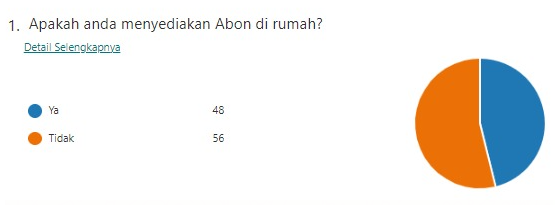 1. Apakah anda menyediakan Abon di rumah?
Detail Selengkapnya
Ya 48
Tidak 56